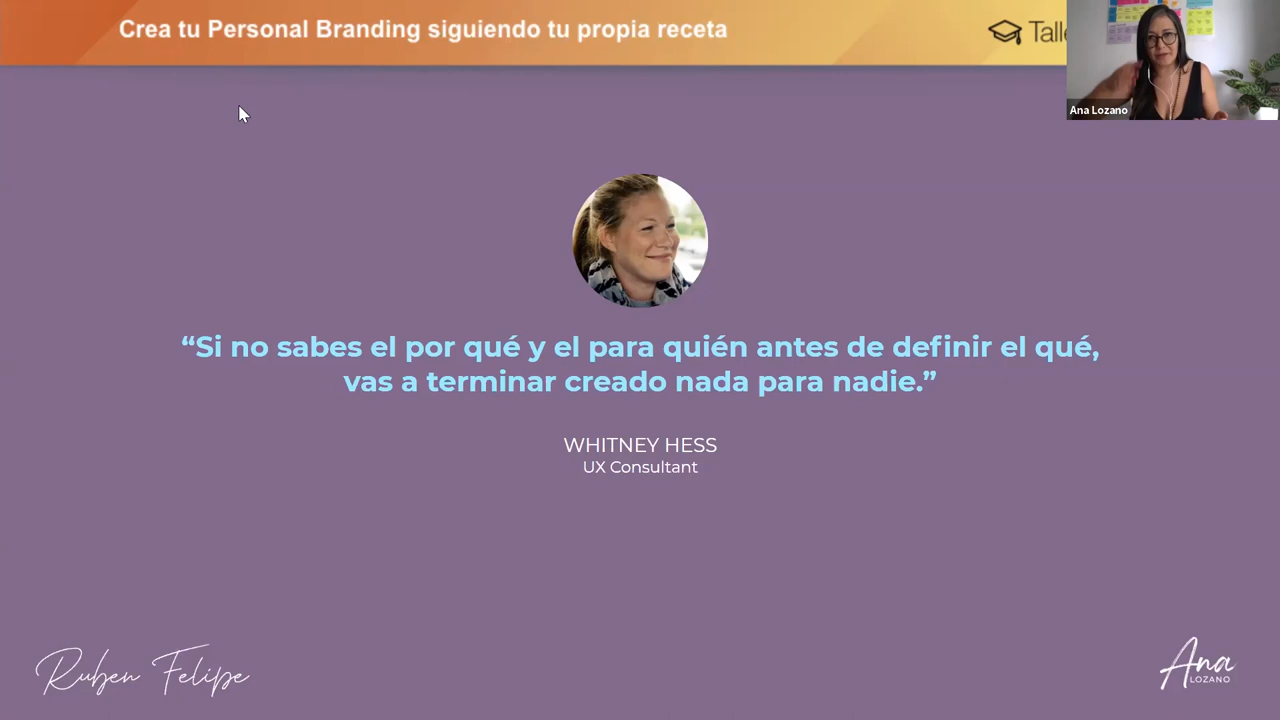 Crea tu Personal Branding siguiendo tu propia receta
Ana Lozano
“Si no sabes el por qué y el para quién antes de definir el qué,
vas a terminar creado nada para nadie.”
WHITNEY HESS
UX Consultant
Ruben Felipe
Ana
LOZANO